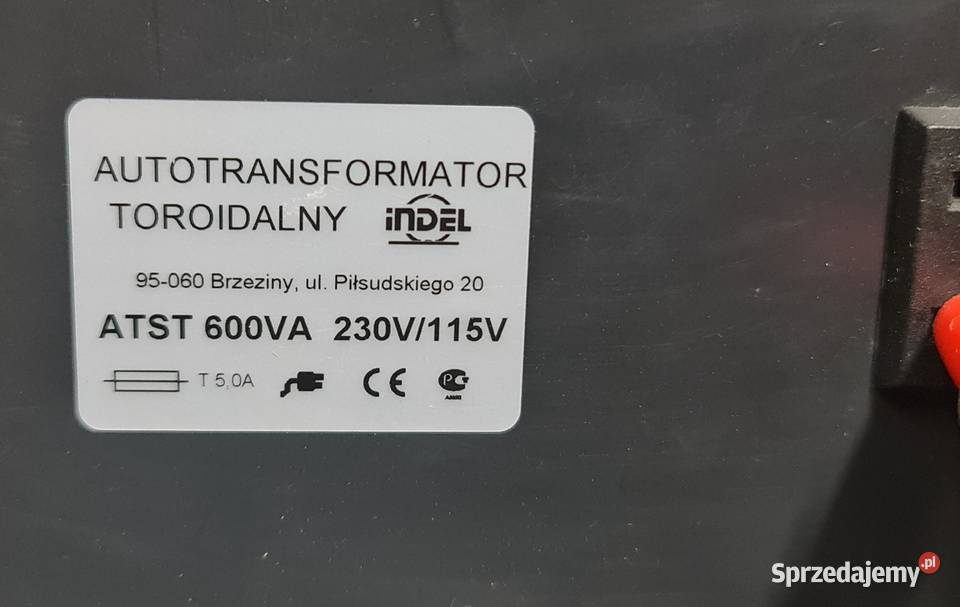 AUTOTRANSFORMATOR
TOROIDALNY iNDEL
95-060 Brzeziny, ul. Piłsudskiego 20
ATST 600VA 230V/115V
T 5,0A CE
Sprzedajemy.pl